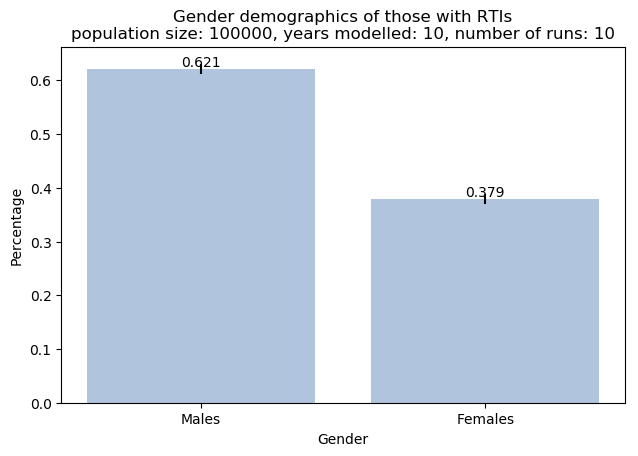 Gender demographics of those with RTIs
population size: 100000, years modelled: 10, number of runs: 10
Percentage
0.6
0.5
0.4
0.3
0.2
0.1
0.0
0.621
0.379
Males
Females
Gender